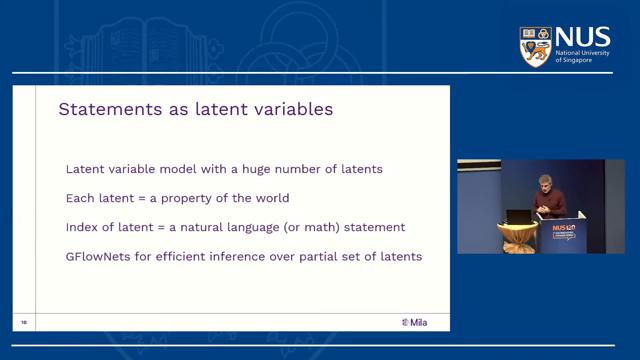 NUS
National University
of Singapore
Statements as latent variables
Latent variable model with a huge number of latents
Each latent = a property of the world
Index of latent = a natural language (or math) statement
GFlowNets for efficient inference over partial set of latents
18
Mila
NUS120